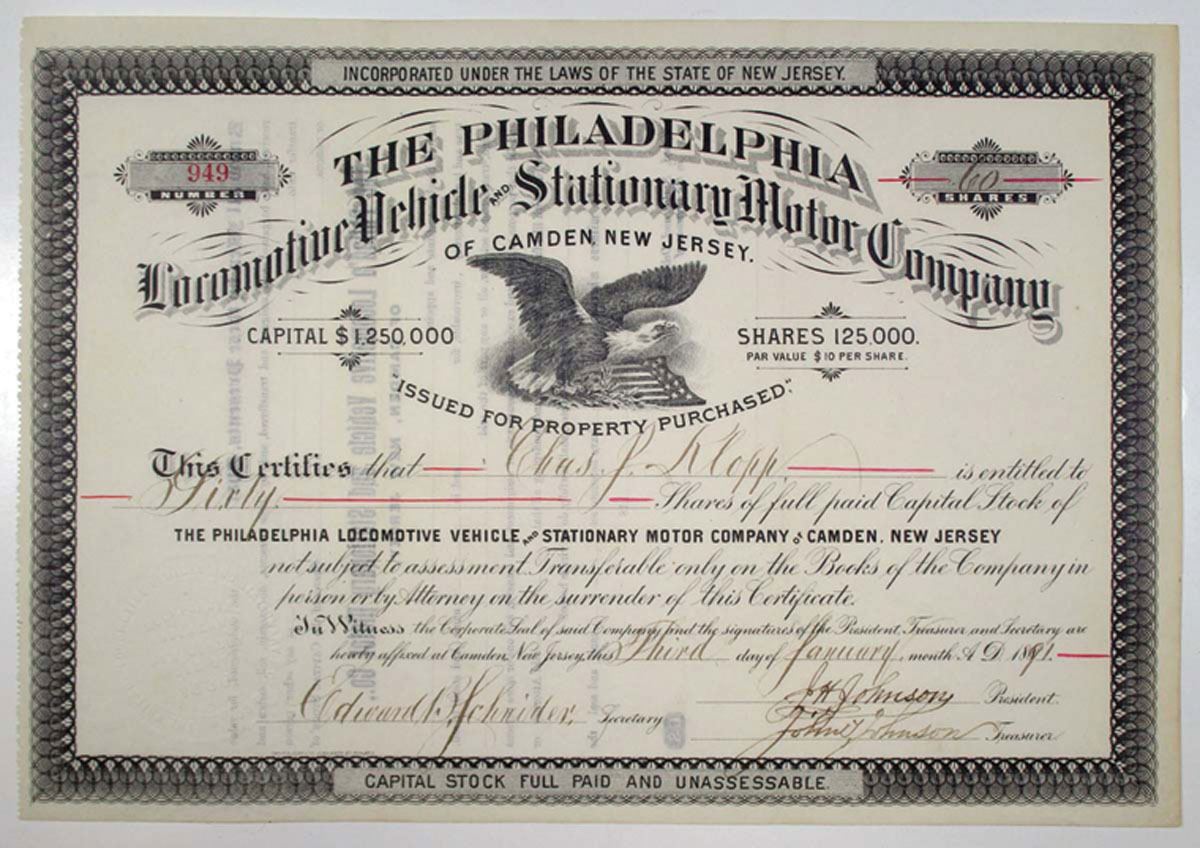 INCORPORATED UNDER THE LAWS OF THE STATE OF NEW JERSEY.
949
NUMBER
60
SHARES
THE PHILADELPHIA
Locomotive Vehicle AND Stationary Motor Company
OF CAMDEN, NEW JERSEY.
CAPITAL $1,250,000
SHARES 125,000.
PAR VALUE $10 PER SHARE.
"ISSUED FOR PROPERTY PURCHASED"
This Certifies that Chas. J. Klopp is entitled to
Sixty Shares of full paid Capital Stock of
THE PHILADELPHIA LOCOMOTIVE VEHICLE AND STATIONARY MOTOR COMPANY OF CAMDEN, NEW JERSEY
not subject to assessment. Transferable only on the Books of the Company in
person or by Attorney on the surrender of this Certificate.
In Witness the Corporate Seal of said Company and the signatures of the President, Treasurer and Secretary are
hereby affixed at Camden, New Jersey, this Third day of January, month A.D. 1891.
Edward P. Schnider, Secretary
J H Johnson President.
Johnson Treasurer
CAPITAL STOCK FULL PAID AND UNASSESSABLE.